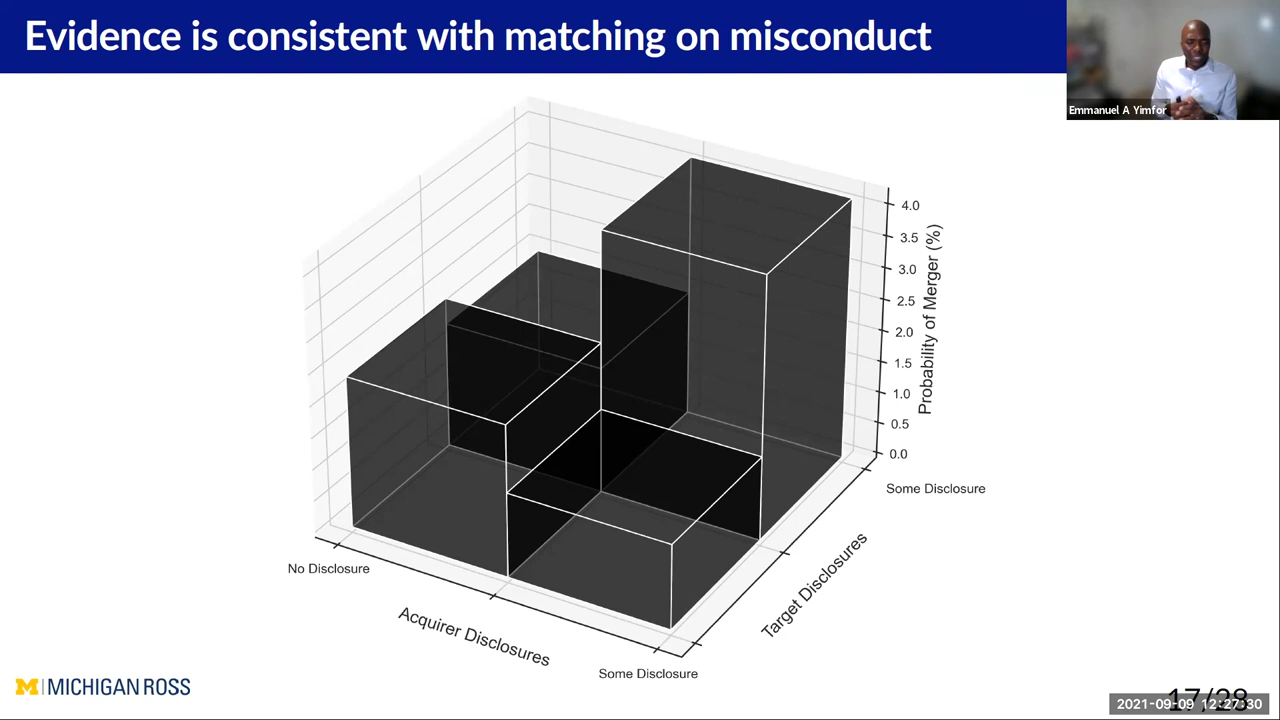 Evidence is consistent with matching on misconduct
Emmanuel A Yimfor
4.0
3.5
3.0
2.5
2.0
1.5
1.0
0.5
0.0
Probability of Merger (%)
Some Disclosure
Target Disclosures
No Disclosure
Acquirer Disclosures
Some Disclosure
M | MICHIGAN ROSS
17/28
2021-09-09 12:27:30